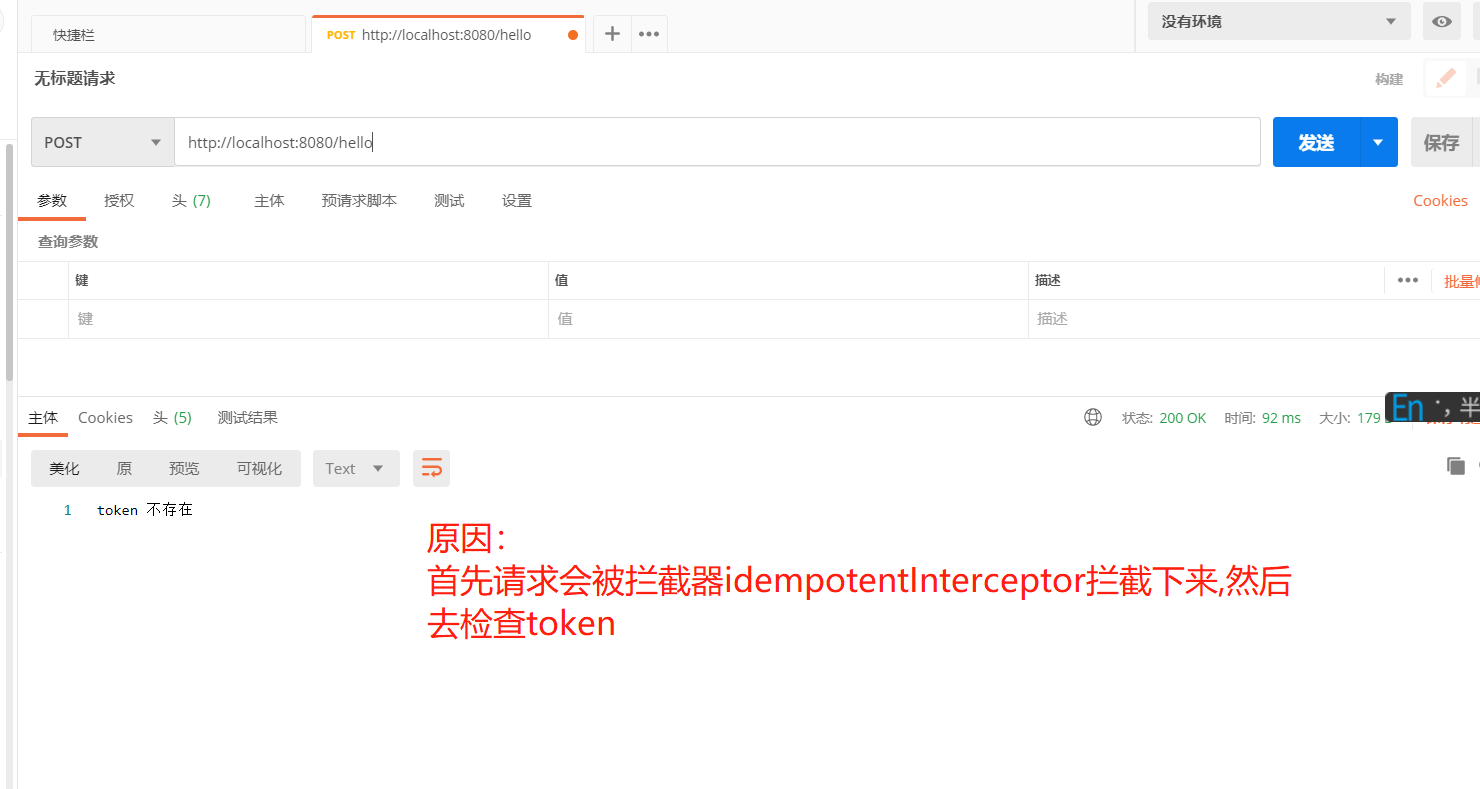 快捷栏
POST http://localhost:8080/hello
没有环境
无标题请求
构建
POST http://localhost:8080/hello 发送 保存
参数 授权 头 (7) 主体 预请求脚本 测试 设置 Cookies
查询参数
键 值 描述 批量
键 值 描述
主体 Cookies 头 (5) 测试结果 状态: 200 OK 时间: 92 ms 大小: 179
En 半
美化 原 预览 可视化 Text
1 token 不存在
原因：
首先请求会被拦截器idempotentInterceptor拦截下来,然后
去检查token